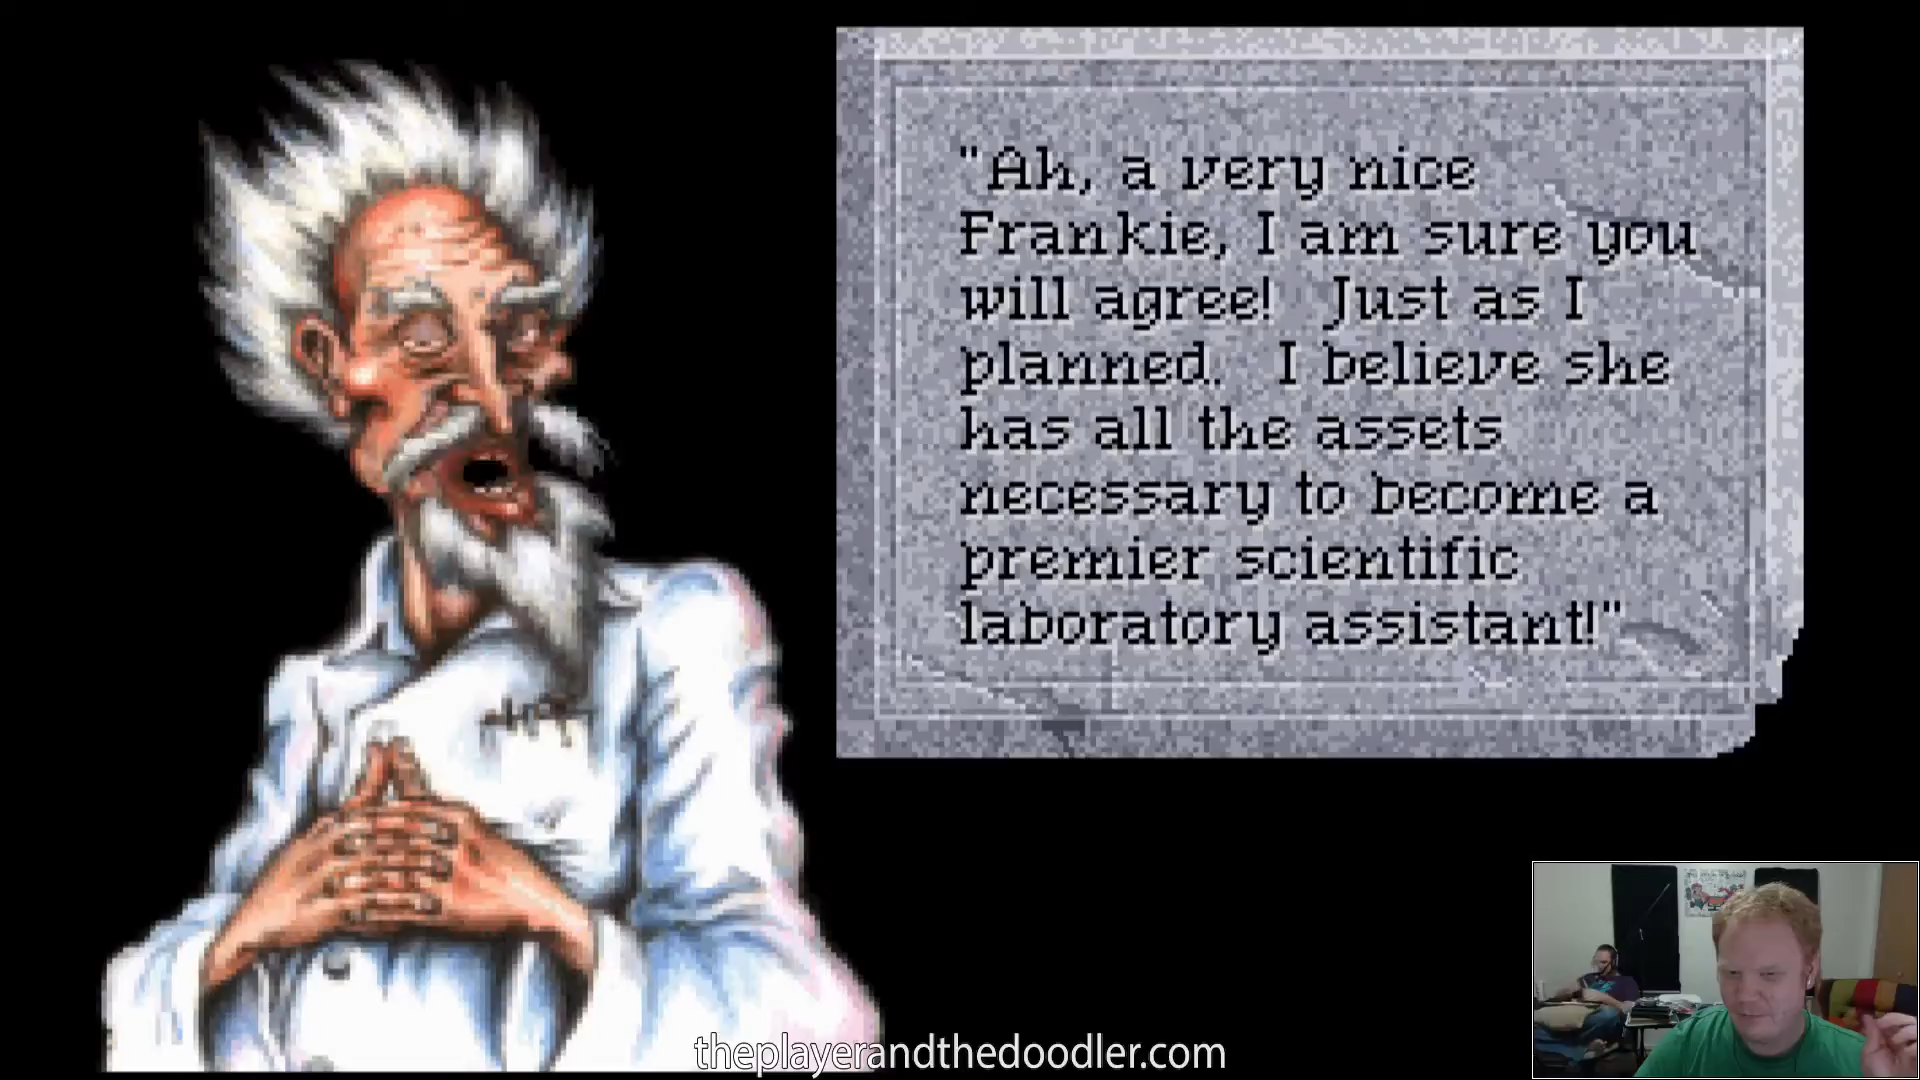 "Ah, a very nice
Frankie, I am sure you
will agree!  Just as I
planned.  I believe she
has all the assets
necessary to become a
premier scientific
laboratory assistant!"
theplayerandthedoodler.com